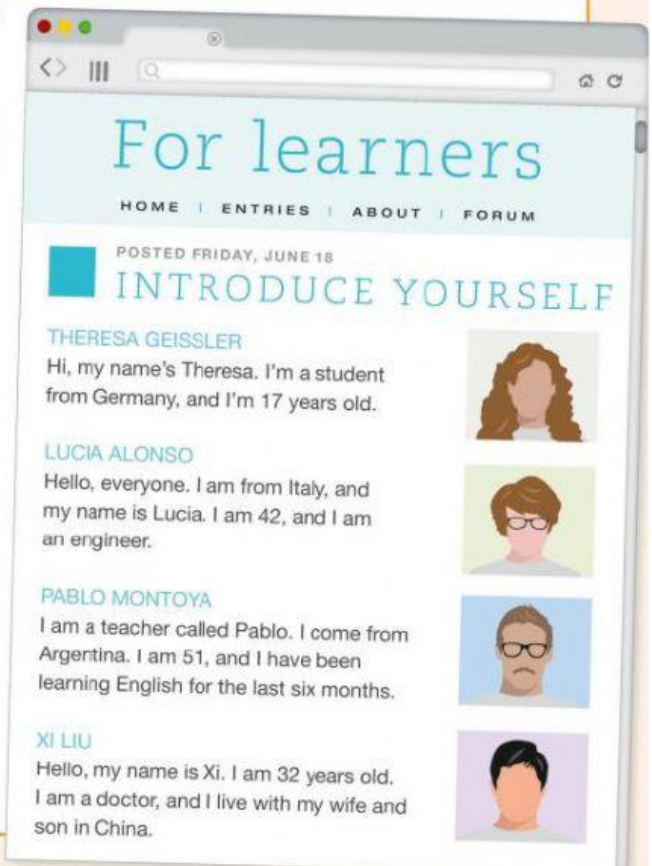 For learners
HOME | ENTRIES | ABOUT | FORUM
POSTED FRIDAY, JUNE 18
INTRODUCE YOURSELF
THERESA GEISSLER
Hi, my name's Theresa. I'm a student
from Germany, and I'm 17 years old.
LUCIA ALONSO
Hello, everyone. I am from Italy, and
my name is Lucia. I am 42, and I am
an engineer.
PABLO MONTOYA
I am a teacher called Pablo. I come from
Argentina. I am 51, and I have been
learning English for the last six months.
XI LIU
Hello, my name is Xi. I am 32 years old.
I am a doctor, and I live with my wife and
son in China.